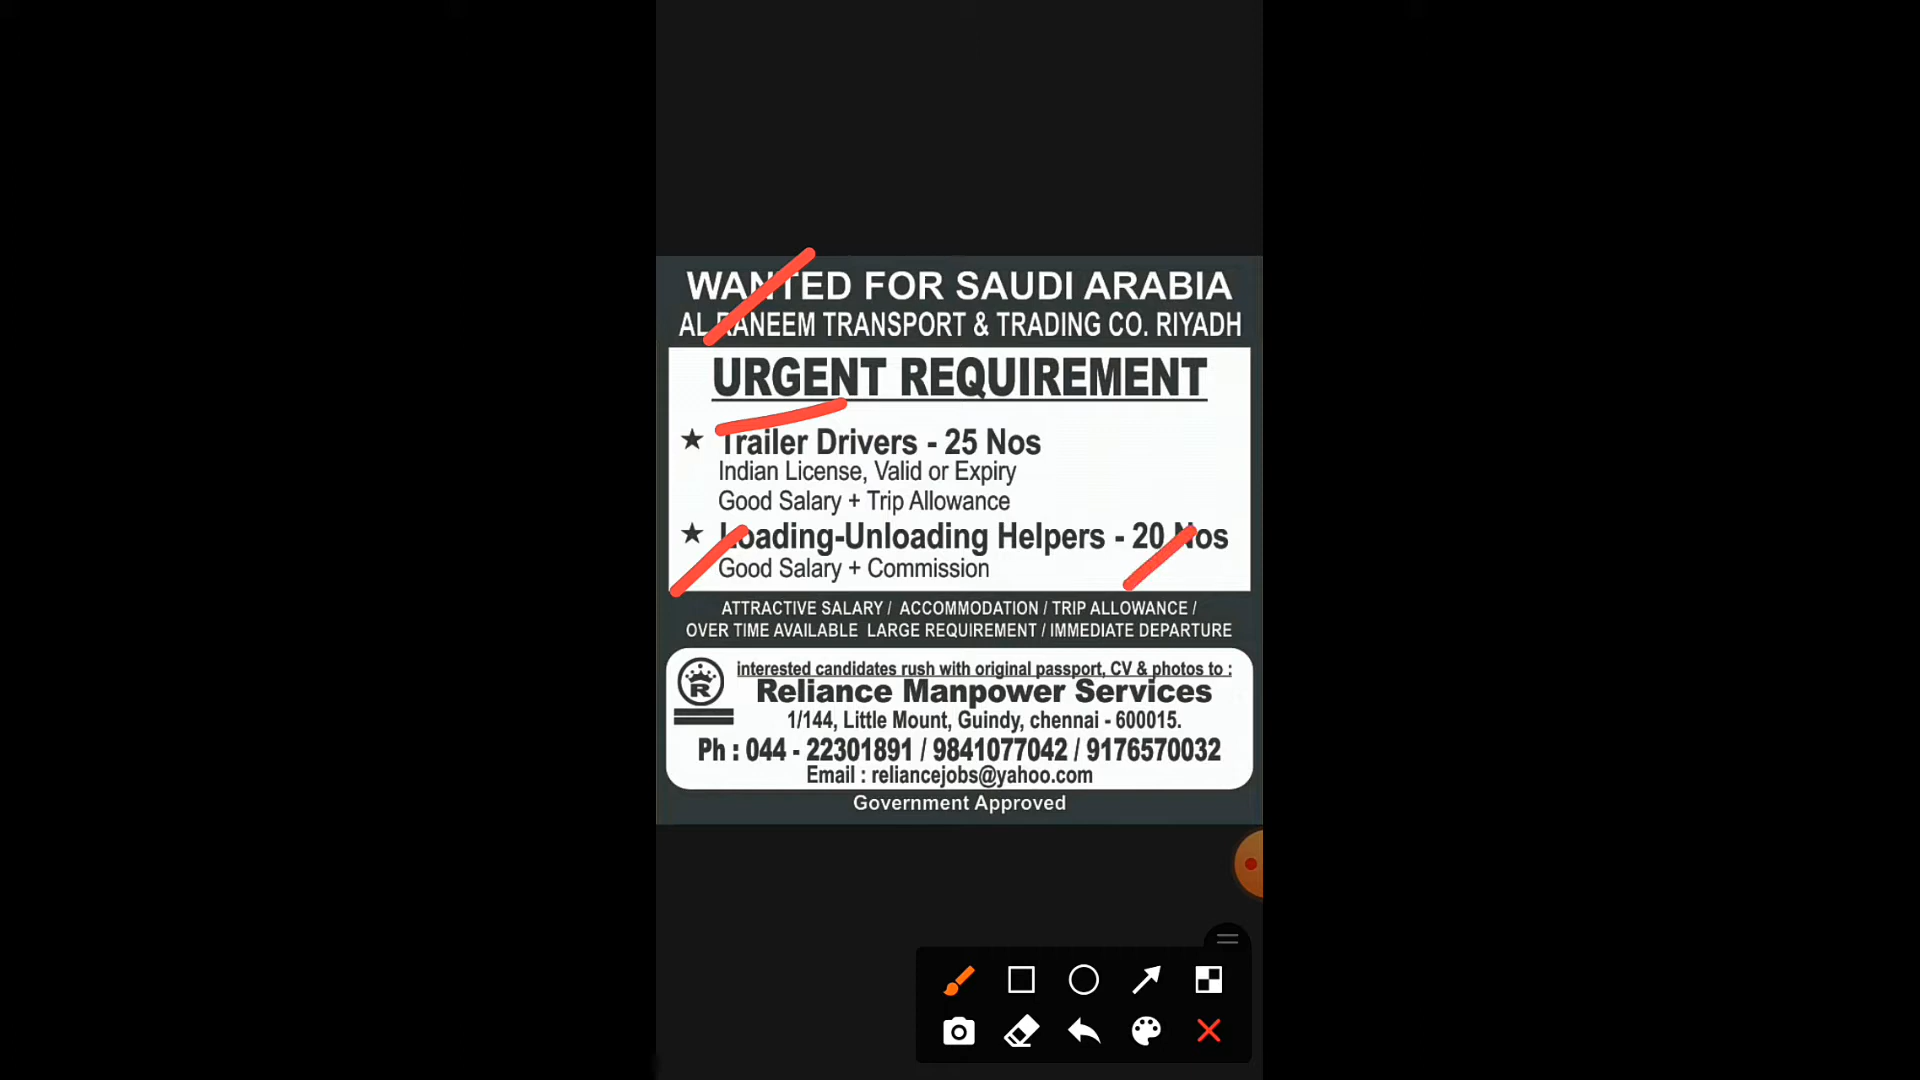 WANTED FOR SAUDI ARABIA
AL RANEEM TRANSPORT & TRADING CO. RIYADH
URGENT REQUIREMENT
★ Trailer Drivers - 25 Nos
Indian License, Valid or Expiry
Good Salary + Trip Allowance
★ Loading-Unloading Helpers - 20 Nos
Good Salary + Commission
ATTRACTIVE SALARY / ACCOMMODATION / TRIP ALLOWANCE /
OVER TIME AVAILABLE LARGE REQUIREMENT / IMMEDIATE DEPARTURE
interested candidates rush with original passport, CV & photos to :
R
Reliance Manpower Services
1/144, Little Mount, Guindy, chennai - 600015.
Ph : 044 - 22301891 / 9841077042 / 9176570032
Email : reliancejobs@yahoo.com
Government Approved